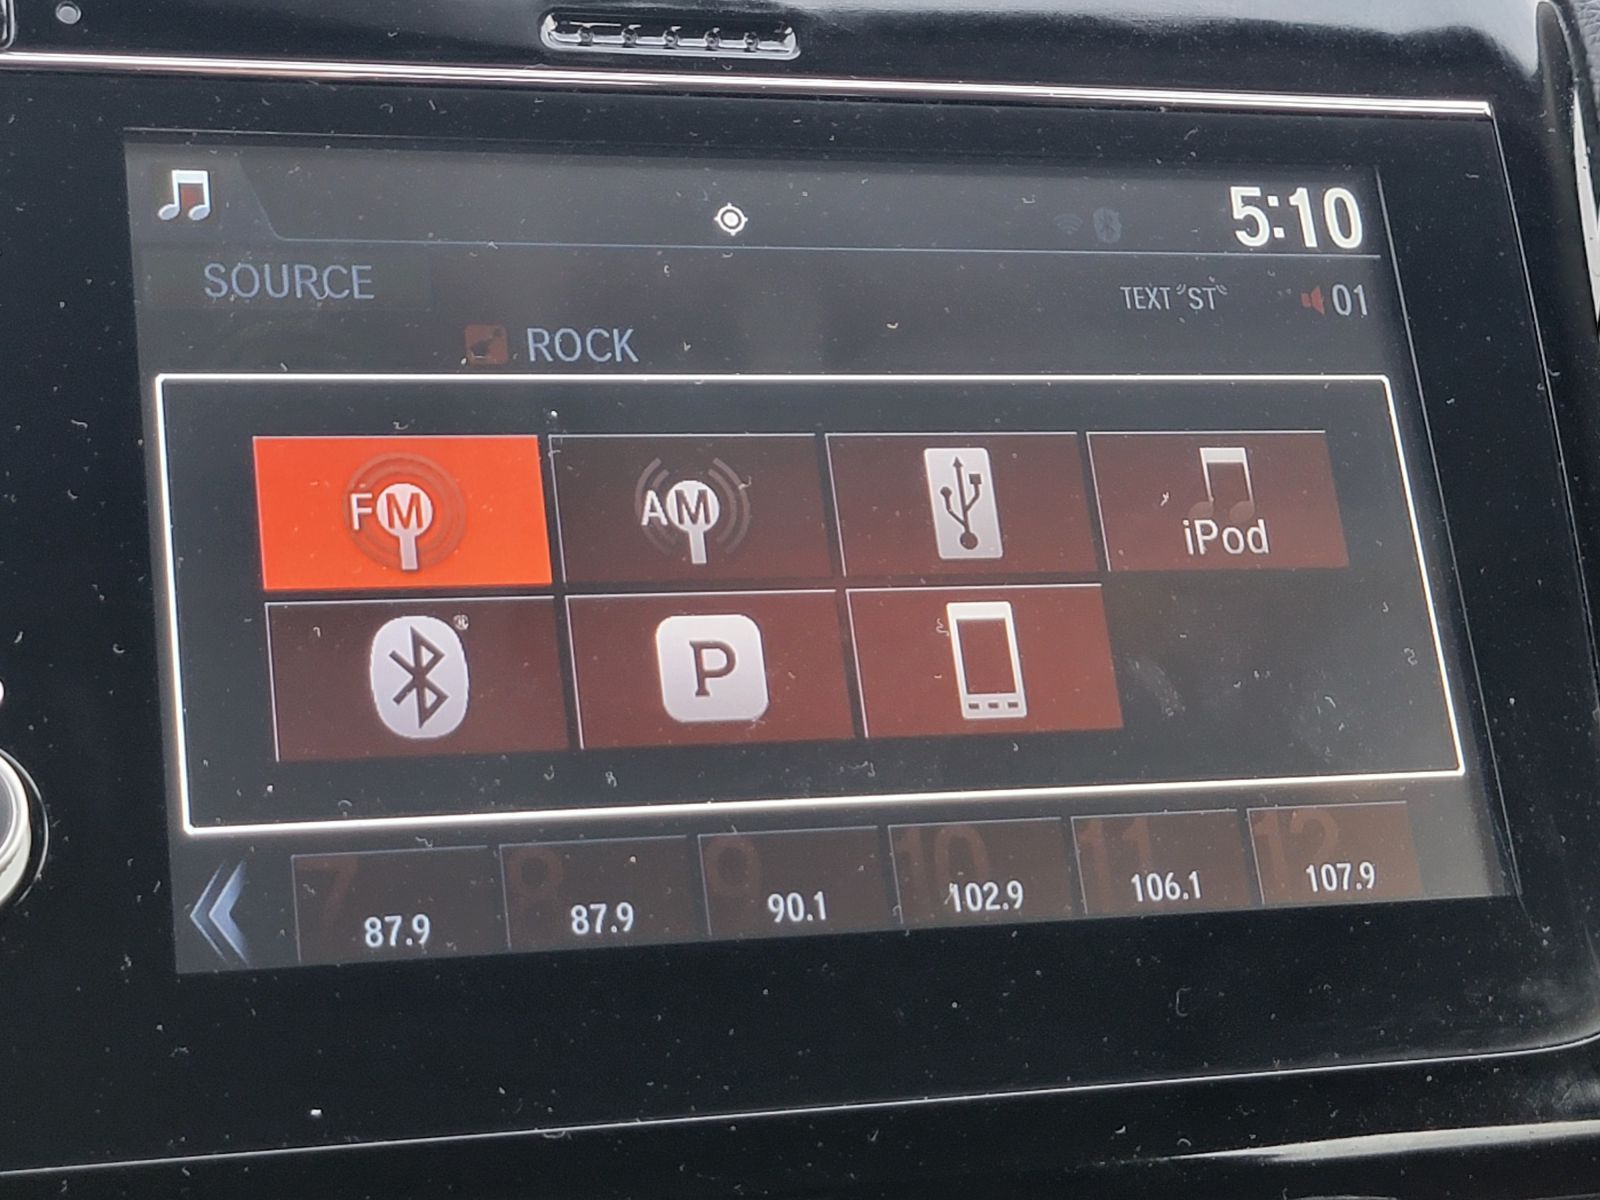 5:10
SOURCE
TEXT "ST" 01
ROCK
FM AM iPod
P
7 8 9 10 11 12
87.9 87.9 90.1 102.9 106.1 107.9